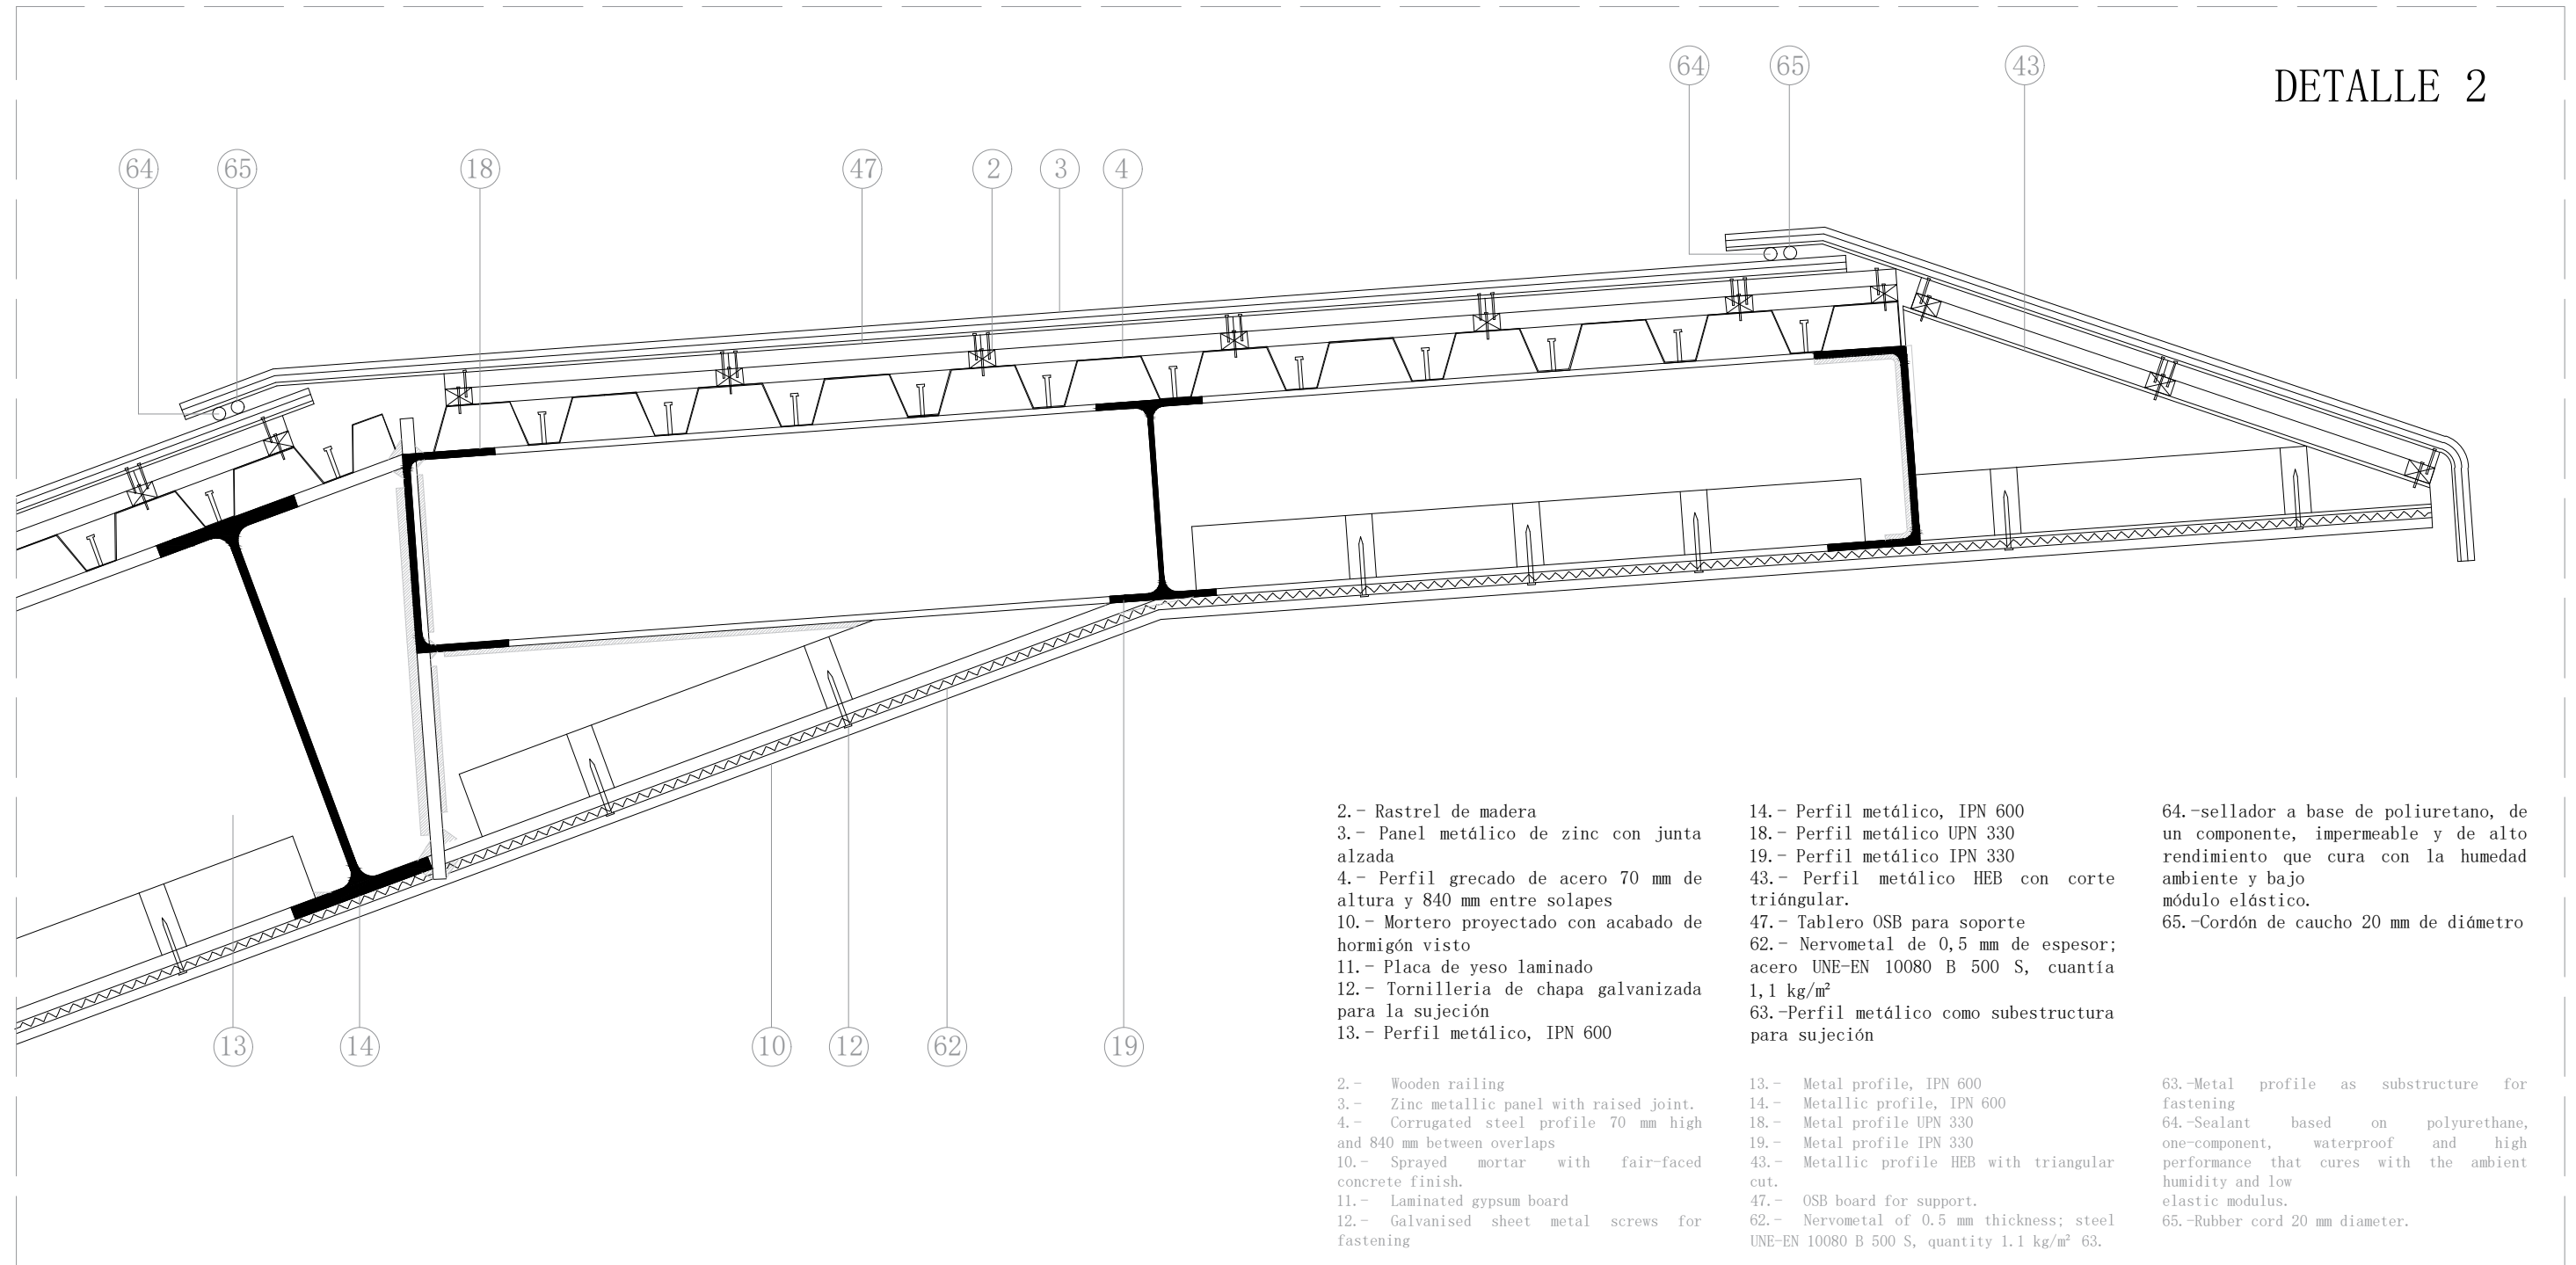 64
65
43
DETALLE 2
64
65
18
47
2
3
4
13
14
10
12
62
19
2.- Rastrel de madera
3.- Panel metálico de zinc con junta
alzada
4.- Perfil grecado de acero 70 mm de
altura y 840 mm entre solapes
10.- Mortero proyectado con acabado de
hormigón visto
11.- Placa de yeso laminado
12.- Tornilleria de chapa galvanizada
para la sujeción
13.- Perfil metálico, IPN 600
14.- Perfil metálico, IPN 600
18.- Perfil metálico UPN 330
19.- Perfil metálico IPN 330
43.- Perfil metálico HEB con corte
triángular.
47.- Tablero OSB para soporte
62.- Nervometal de 0,5 mm de espesor;
acero UNE-EN 10080 B 500 S, cuantía
1,1 kg/m²
63.-Perfil metálico como subestructura
para sujeción
64.-sellador a base de poliuretano, de
un componente, impermeable y de alto
rendimiento que cura con la humedad
ambiente y bajo
módulo elástico.
65.-Cordón de caucho 20 mm de diámetro
2.- Wooden railing
3.- Zinc metallic panel with raised joint.
4.- Corrugated steel profile 70 mm high
and 840 mm between overlaps
10.- Sprayed mortar with fair-faced
concrete finish.
11.- Laminated gypsum board
12.- Galvanised sheet metal screws for
fastening
13.- Metal profile, IPN 600
14.- Metallic profile, IPN 600
18.- Metal profile UPN 330
19.- Metal profile IPN 330
43.- Metallic profile HEB with triangular
cut.
47.- OSB board for support.
62.- Nervometal of 0.5 mm thickness; steel
UNE-EN 10080 B 500 S, quantity 1.1 kg/m² 63.
63.-Metal profile as substructure for
fastening
64.-Sealant based on polyurethane,
one-component, waterproof and high
performance that cures with the ambient
humidity and low
elastic modulus.
65.-Rubber cord 20 mm diameter.